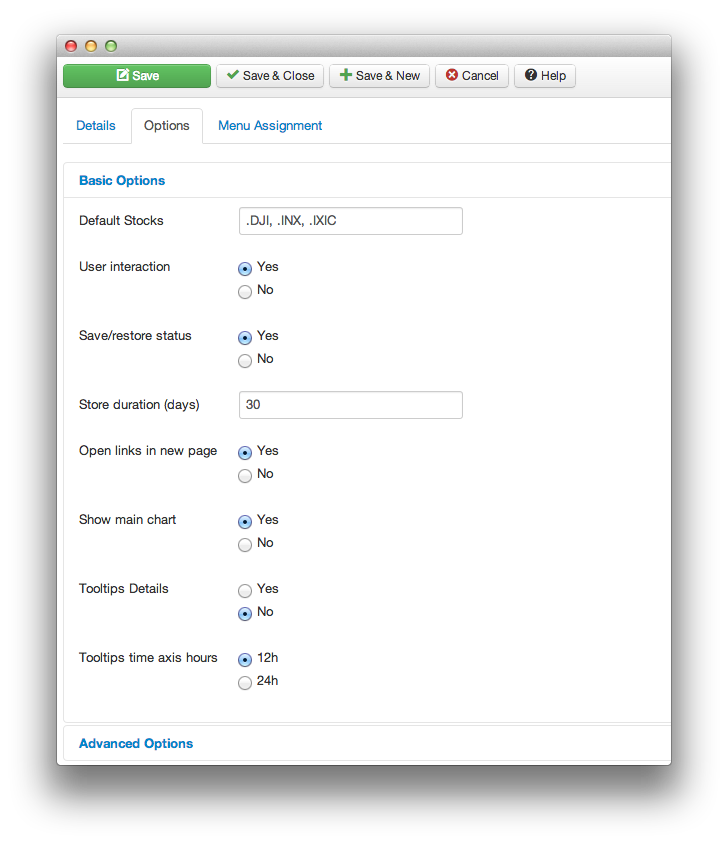 Save Save & Close Save & New Cancel Help
Details Options Menu Assignment
Basic Options
Default Stocks .DJI, .INX, .IXIC
User interaction Yes
No
Save/restore status Yes
No
Store duration (days) 30
Open links in new page Yes
No
Show main chart Yes
No
Tooltips Details Yes
No
Tooltips time axis hours 12h
24h
Advanced Options